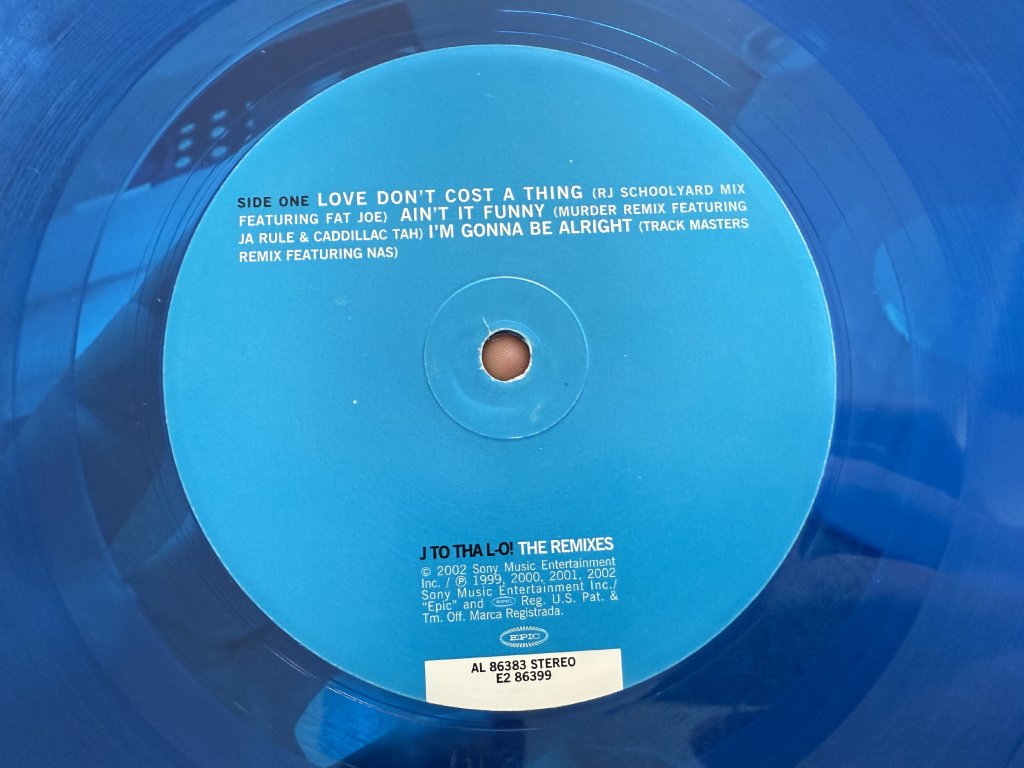 SIDE ONE LOVE DON'T COST A THING (RJ SCHOOLYARD MIX
FEATURING FAT JOE) AIN'T IT FUNNY (MURDER REMIX FEATURING
JA RULE & CADDILLAC TAH) I'M GONNA BE ALRIGHT (TRACK MASTERS
REMIX FEATURING NAS)
J TO THA L-O! THE REMIXES
© 2002 Sony Music Entertainment
Inc. / ℗ 1999, 2000, 2001, 2002
Sony Music Entertainment Inc./
"Epic" and EPIC Reg. U.S. Pat. &
Tm. Off. Marca Registrada.
EPIC
AL 86383 STEREO
E2 86399